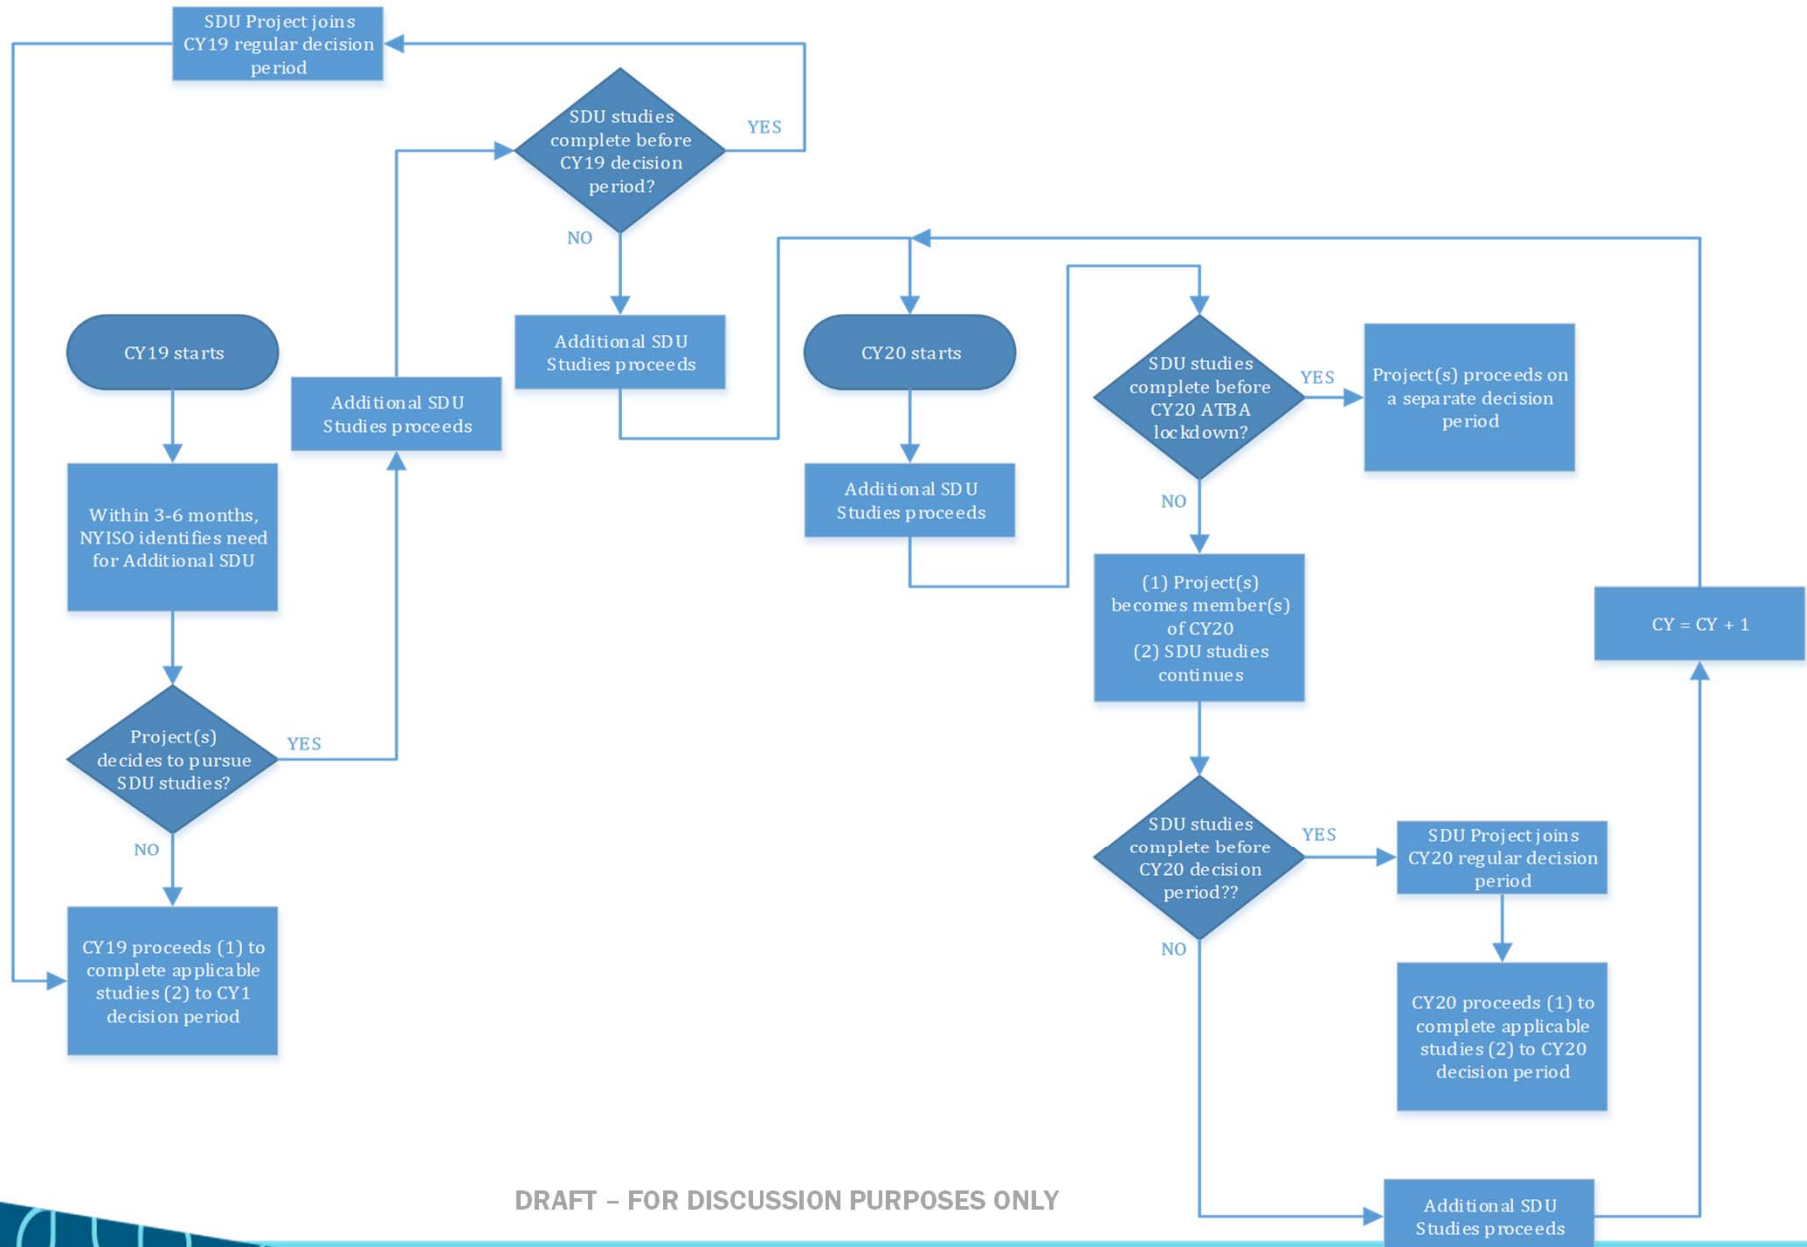 SDU Project joins
CY19 regular decision
period
SDU studies
complete before
CY19 decision
period?
YES
NO
CY19 starts
Additional SDU
Studies proceeds
Additional SDU
Studies proceeds
CY20 starts
SDU studies
complete before
CY20 ATBA
lockdown?
YES
Project(s) proceeds on
a separate decision
period
NO
Within 3-6 months,
NYISO identifies need
for Additional SDU
Additional SDU
Studies proceeds
(1) Project(s)
becomes member(s)
of CY20
(2) SDU studies
continues
CY = CY + 1
Project(s)
decides to pursue
SDU studies?
YES
NO
SDU studies
complete before
CY20 decision
period??
YES
SDU Project joins
CY20 regular decision
period
NO
CY19 proceeds (1) to
complete applicable
studies (2) to CY1
decision period
CY20 proceeds (1) to
complete applicable
studies (2) to CY20
decision period
DRAFT – FOR DISCUSSION PURPOSES ONLY
Additional SDU
Studies proceeds